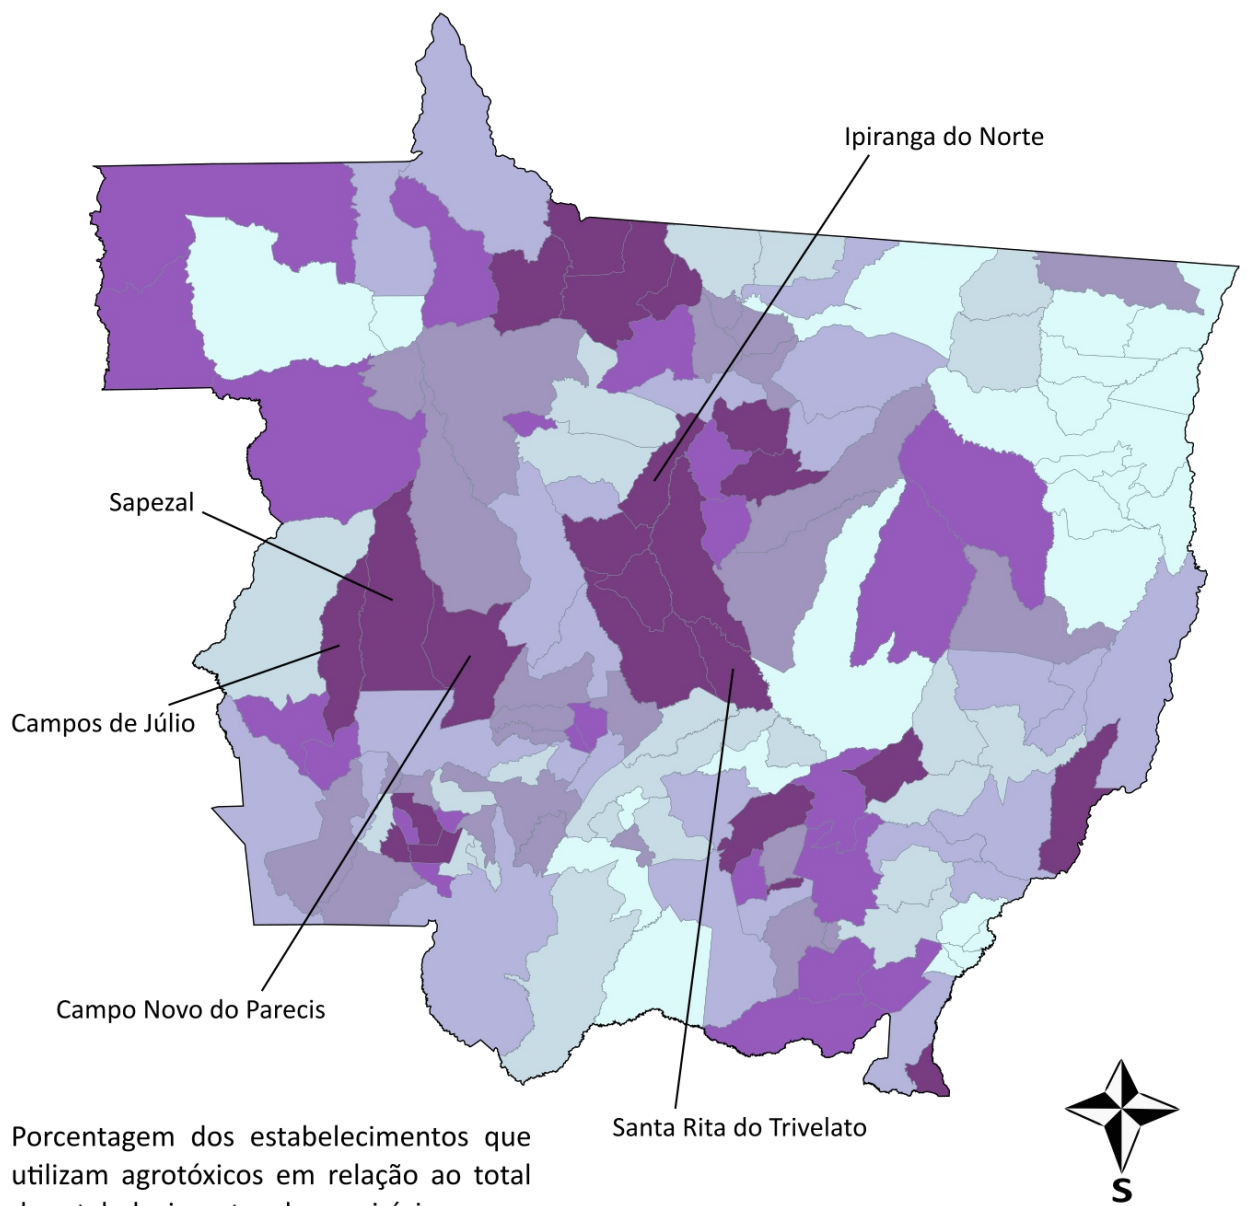 Ipiranga do Norte
Sapezal
Campos de Júlio
Campo Novo do Parecis
Santa Rita do Trivelato
Porcentagem dos estabelecimentos que
utilizam agrotóxicos em relação ao total
S